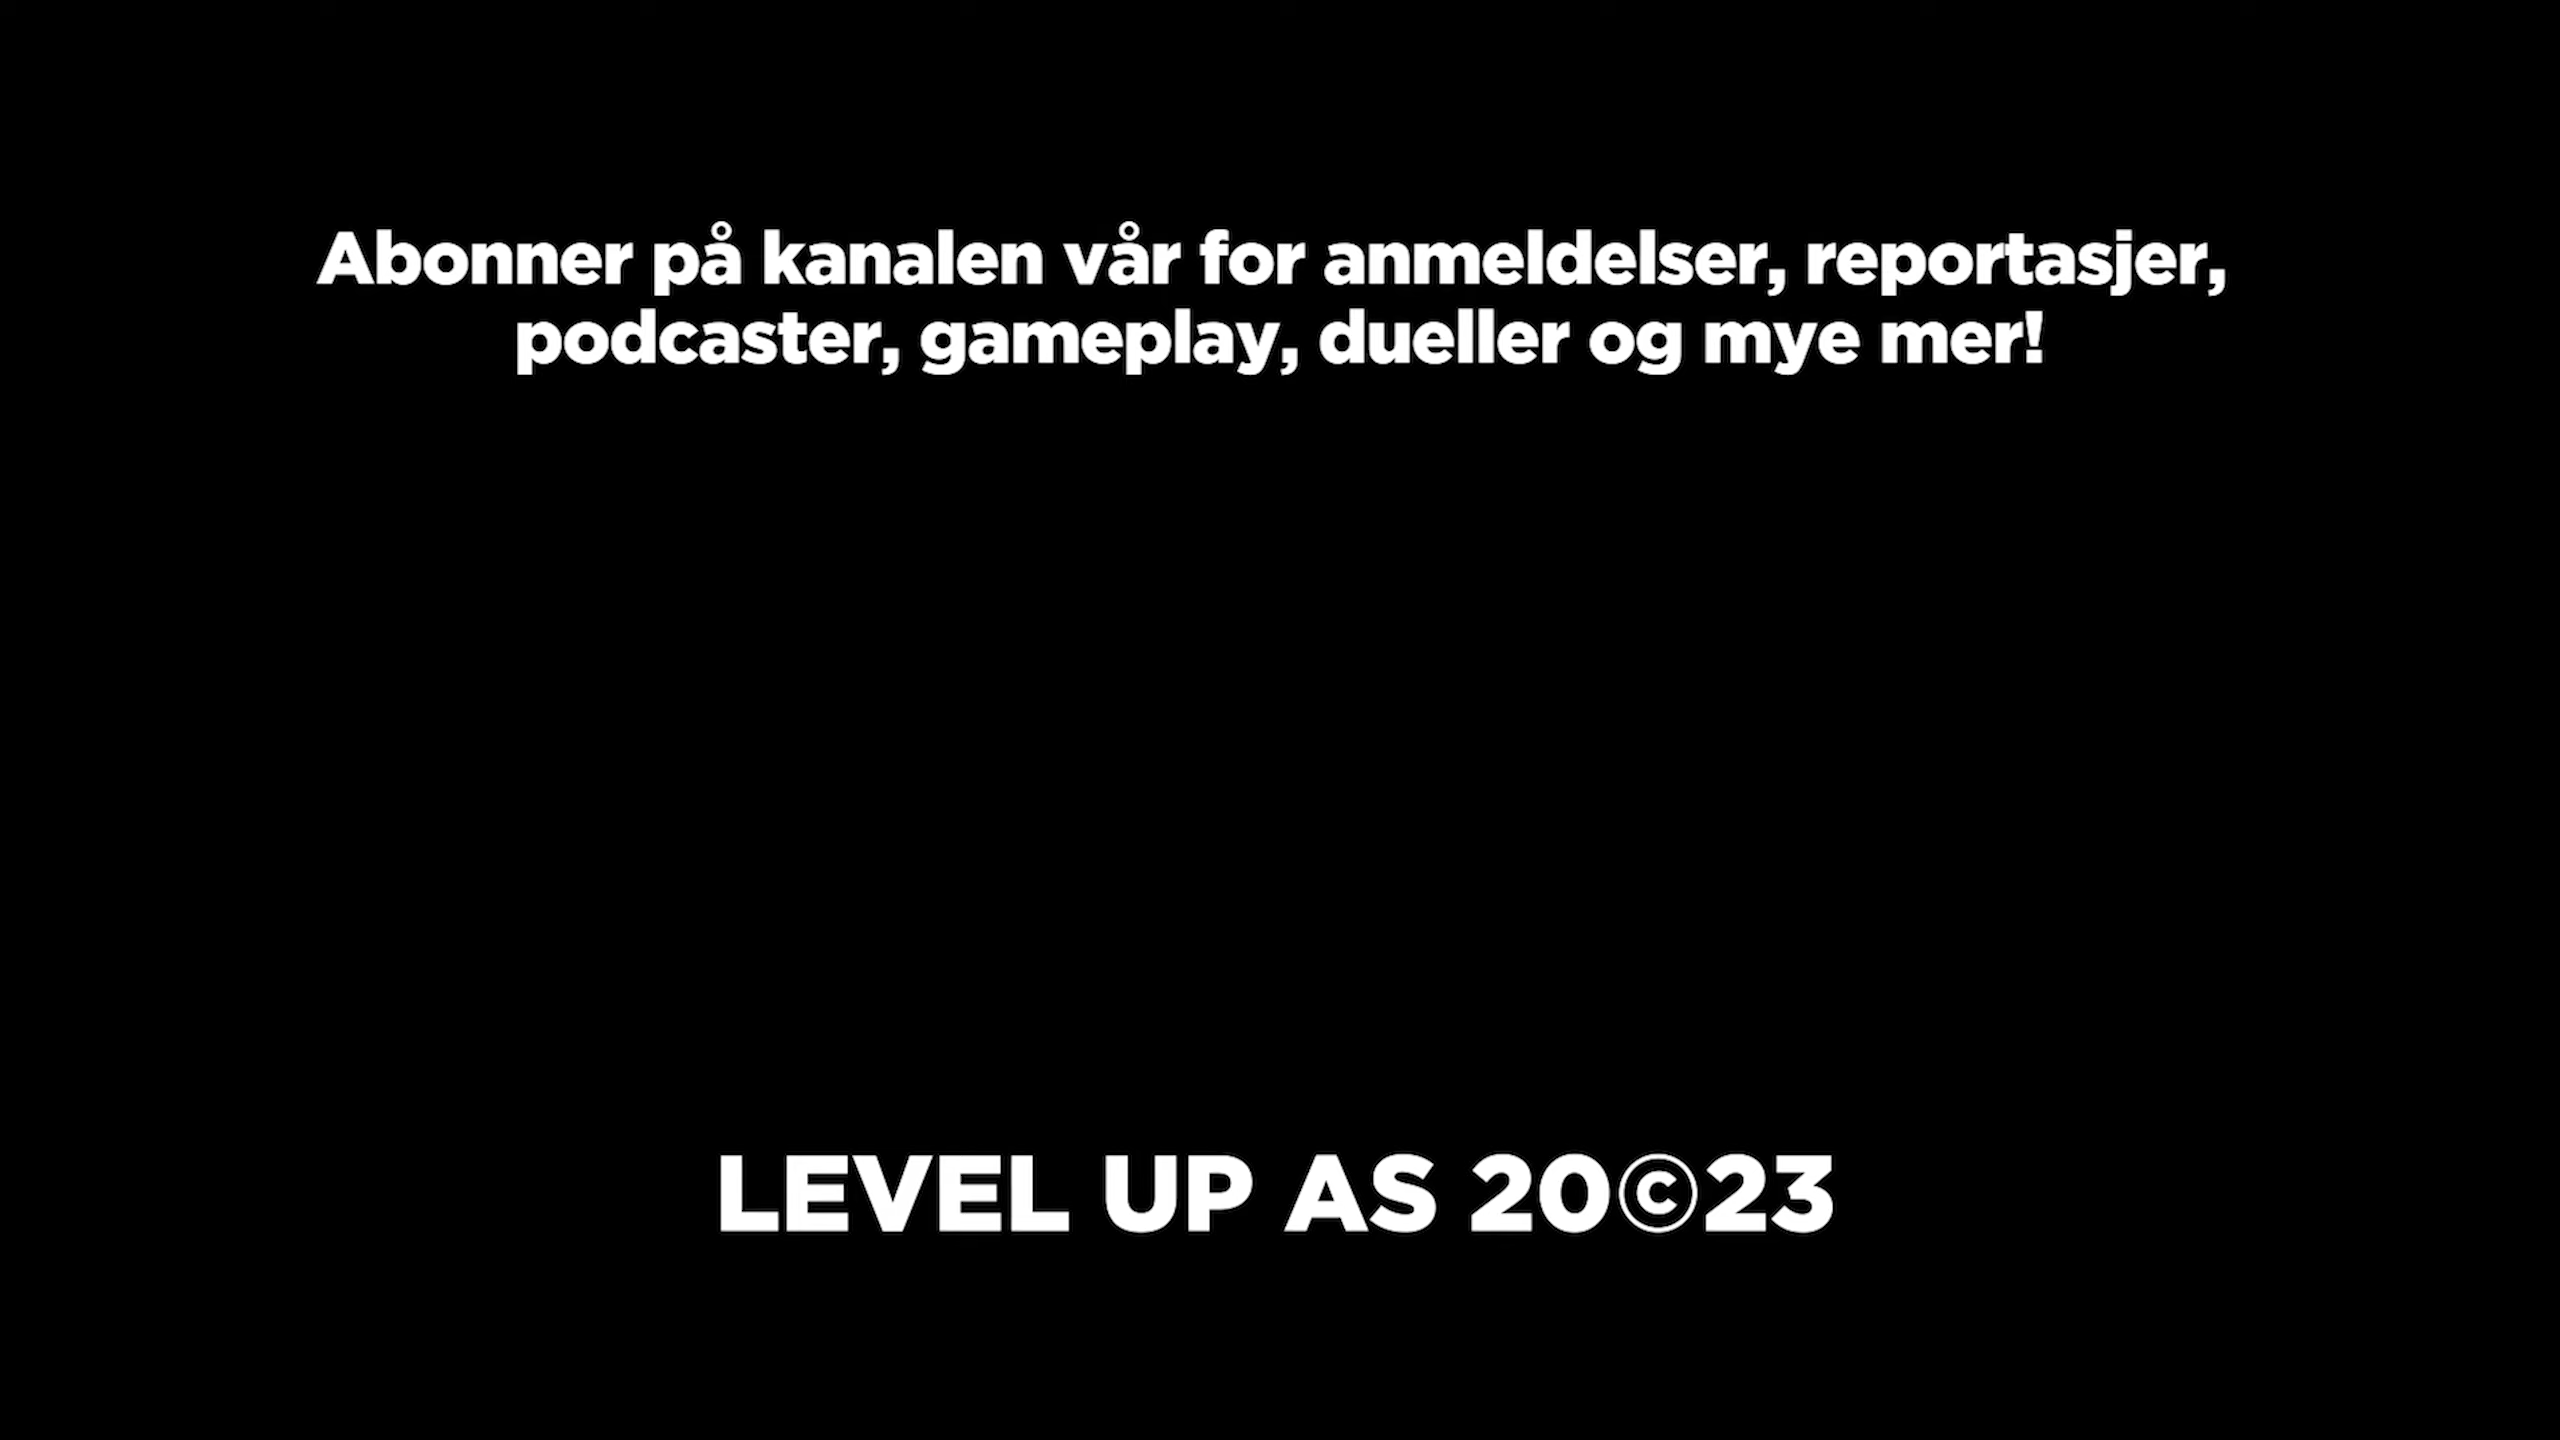 Abonner på kanalen vår for anmeldelser, reportasjer,
podcaster, gameplay, dueller og mye mer!
LEVEL UP AS 20©23